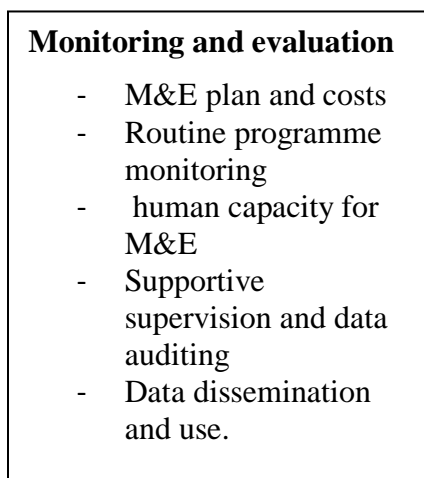 Monitoring and evaluation
- M&E plan and costs
- Routine programme
monitoring
- human capacity for
M&E
- Supportive
supervision and data
auditing
- Data dissemination
and use.